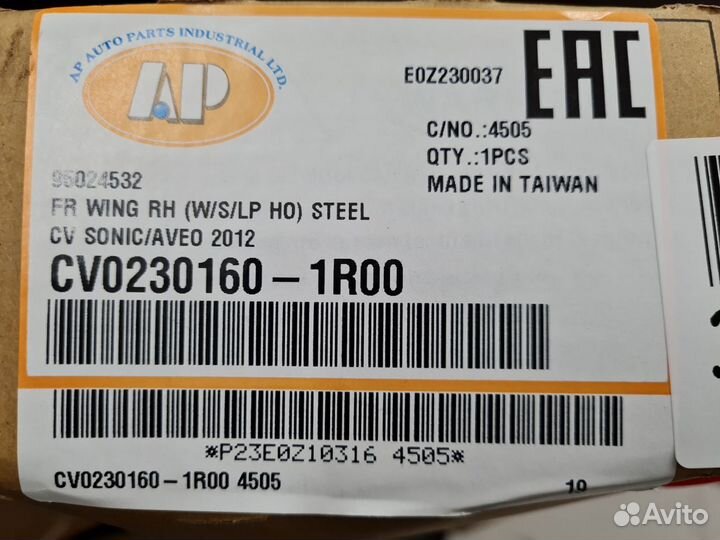 AP AUTO PARTS INDUSTRIAL LTD.
AP
E0Z230037
EAC
C/NO.:4505
QTY.:1PCS
MADE IN TAIWAN
95024532
FR WING RH (W/S/LP HO) STEEL
CV SONIC/AVEO 2012
CV0230160-1R00
*P23E0Z10316 4505*
CV0230160-1R00 4505
19
Avito